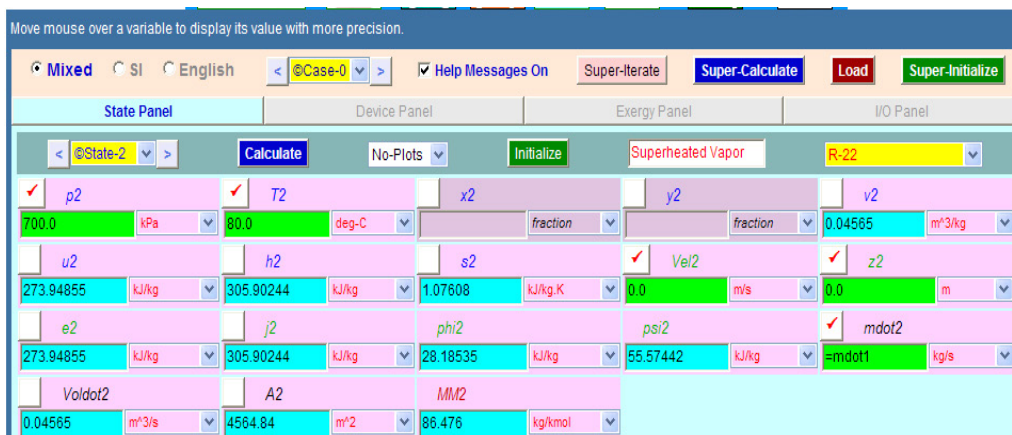 Move mouse over a variable to display its value with more precision.
Mixed SI English < ©Case-0 > Help Messages On Super-Iterate Super-Calculate Load Super-Initialize
State Panel Device Panel Exergy Panel I/O Panel
< ©State-2 > Calculate No-Plots Initialize Superheated Vapor R-22
p2 T2 x2 y2 v2
700.0 kPa 80.0 deg-C fraction fraction 0.04565 m^3/kg
u2 h2 s2 Vel2 z2
273.94855 kJ/kg 305.90244 kJ/kg 1.07608 kJ/kg.K 0.0 m/s 0.0 m
e2 j2 phi2 psi2 mdot2
273.94855 kJ/kg 305.90244 kJ/kg 28.18535 kJ/kg 55.57442 kJ/kg =mdot1 kg/s
Voldot2 A2 MM2
0.04565 m^3/s 4564.84 m^2 86.476 kg/kmol